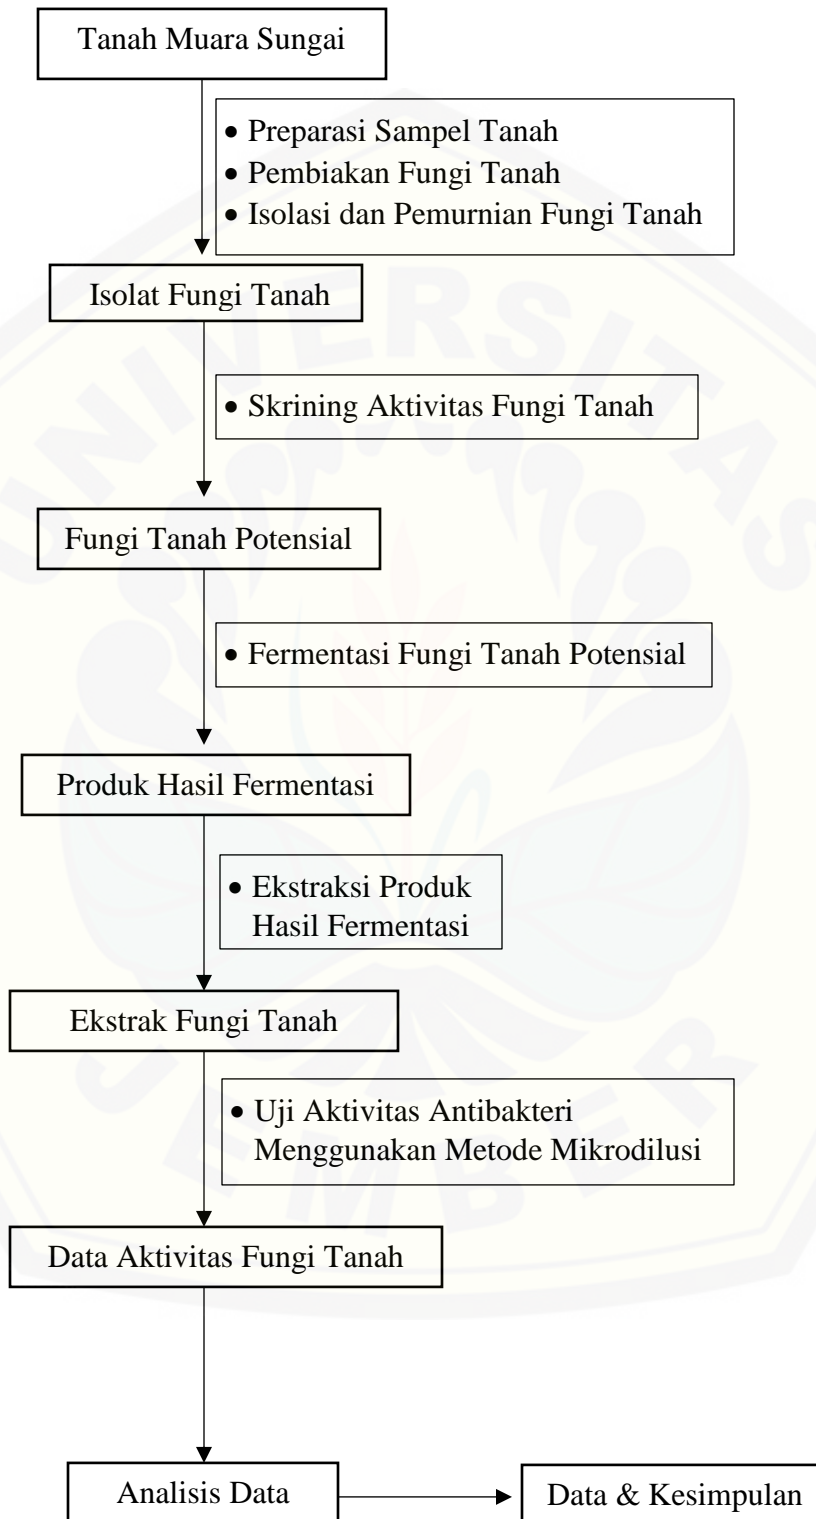 Tanah Muara Sungai
• Preparasi Sampel Tanah
• Pembiakan Fungi Tanah
• Isolasi dan Pemurnian Fungi Tanah
Isolat Fungi Tanah
• Skrining Aktivitas Fungi Tanah
Fungi Tanah Potensial
• Fermentasi Fungi Tanah Potensial
Produk Hasil Fermentasi
• Ekstraksi Produk
Hasil Fermentasi
Ekstrak Fungi Tanah
• Uji Aktivitas Antibakteri
Menggunakan Metode Mikrodilusi
Data Aktivitas Fungi Tanah
Analisis Data
Data & Kesimpulan
UNIVERSITAS
JEMBER